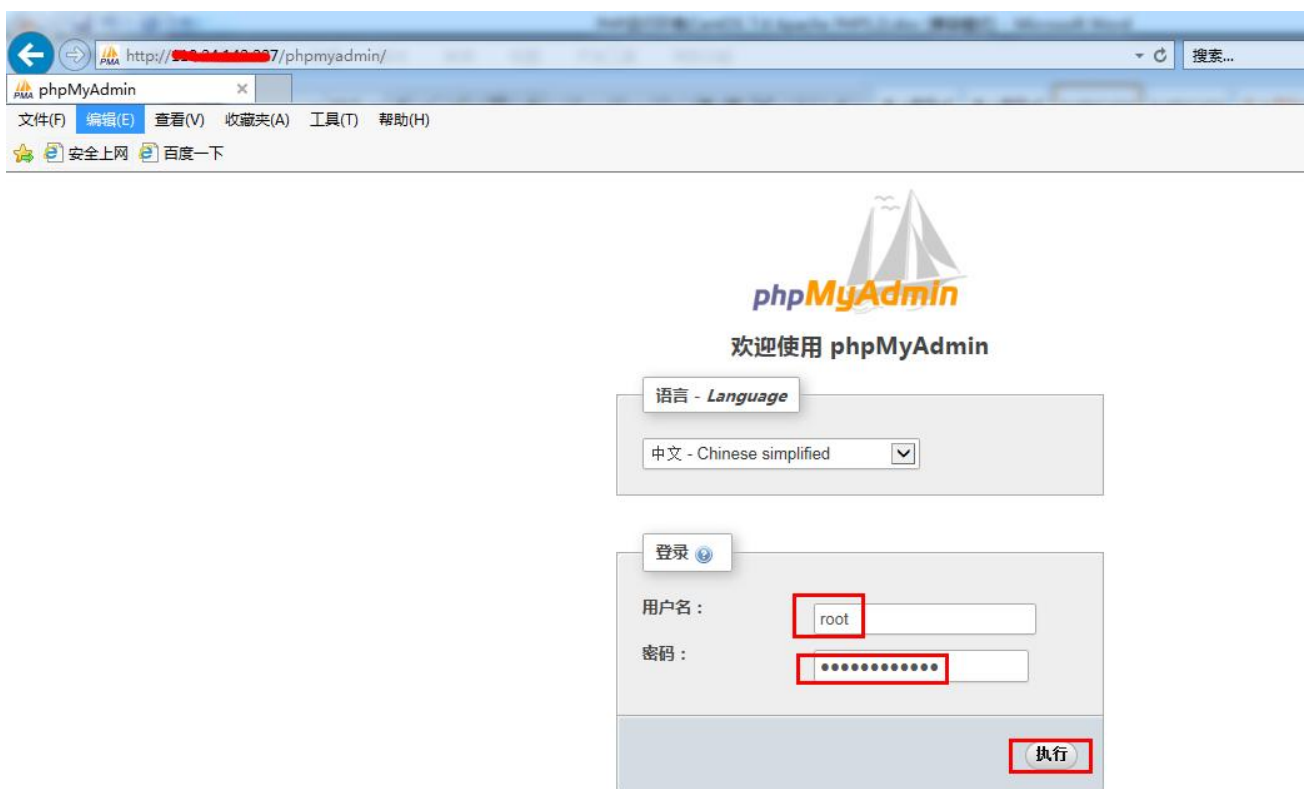 http://
7/phpmyadmin/
搜索...
phpMyAdmin
文件(F) 编辑(E) 查看(V) 收藏夹(A) 工具(T) 帮助(H)
安全上网 百度一下
phpMyAdmin
欢迎使用 phpMyAdmin
语言 - Language
中文 - Chinese simplified
登录
用户名：
root
密码：
••••••••••••
执行